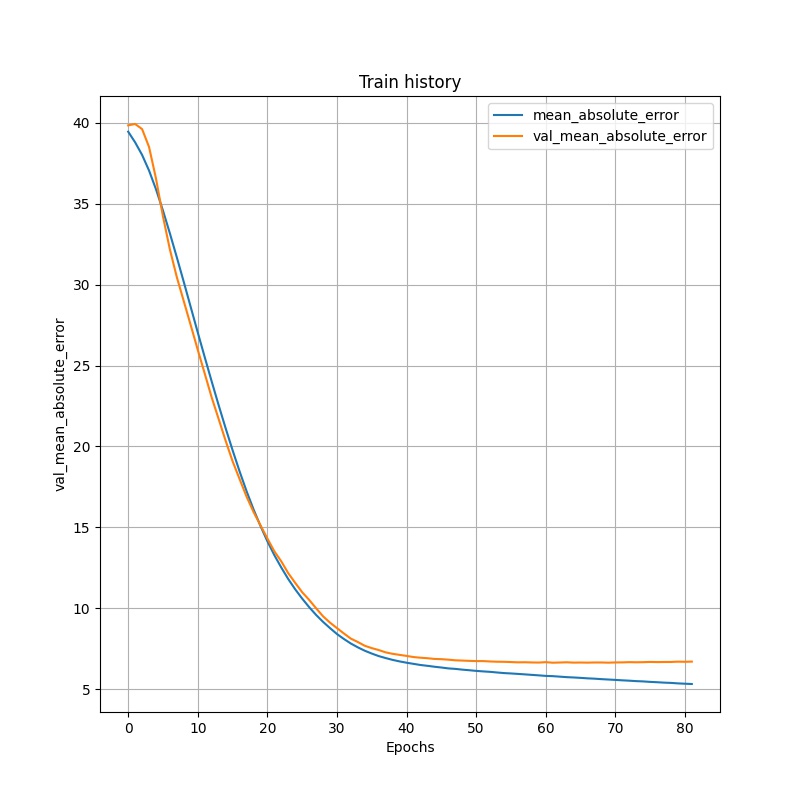 Train history
mean_absolute_error
val_mean_absolute_error
val_mean_absolute_error
40
35
30
25
20
15
10
5
0 10 20 30 40 50 60 70 80
Epochs